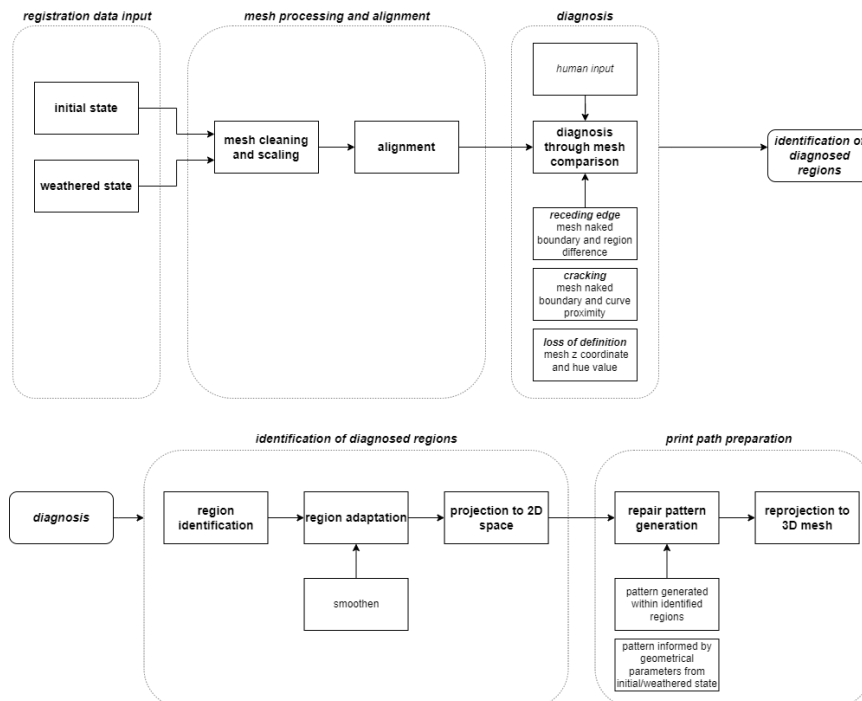 registration data input
mesh processing and alignment
diagnosis
initial state
weathered state
mesh cleaning
and scaling
alignment
human input
diagnosis
through mesh
comparison
receding edge
mesh naked
boundary and region
difference
cracking
mesh naked
boundary and curve
proximity
loss of definition
mesh z coordinate
and hue value
identification of
diagnosed
regions
identification of diagnosed regions
print path preparation
diagnosis
region
identification
region adaptation
smoothen
projection to 2D
space
repair pattern
generation
pattern generated
within identified
regions
pattern informed by
geometrical
parameters from
initial/weathered state
reprojection to
3D mesh